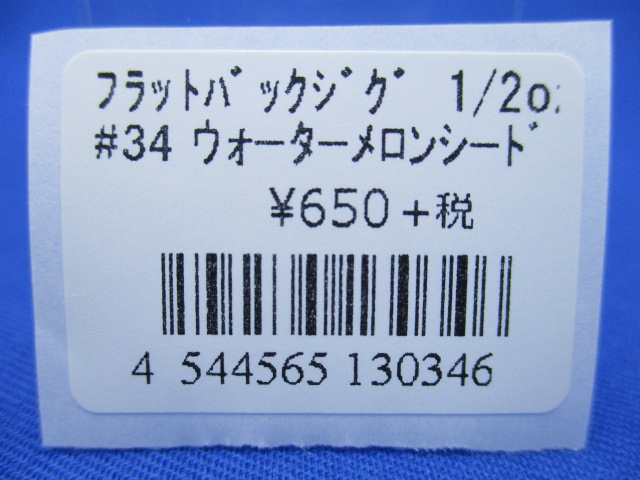 フラットバックジグ 1/2oz
#34 ウォーターメロンシード
¥650+税
4 544565 130346